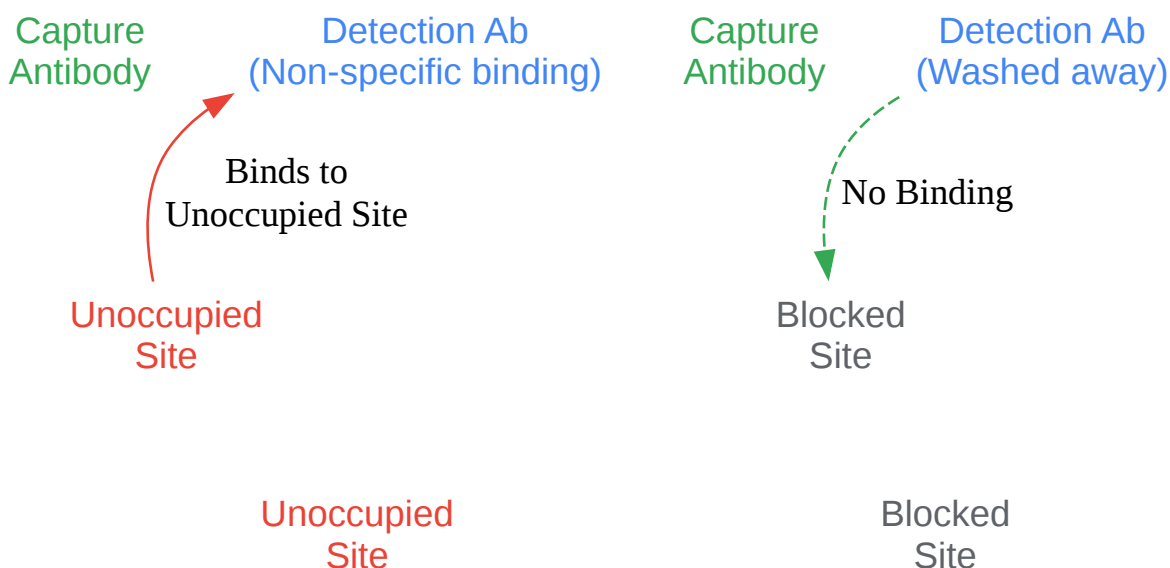 Capture
Antibody
Detection Ab
(Non-specific binding)
Binds to
Unoccupied Site
Unoccupied
Site
Unoccupied
Site
Capture
Antibody
Detection Ab
(Washed away)
No Binding
Blocked
Site
Blocked
Site